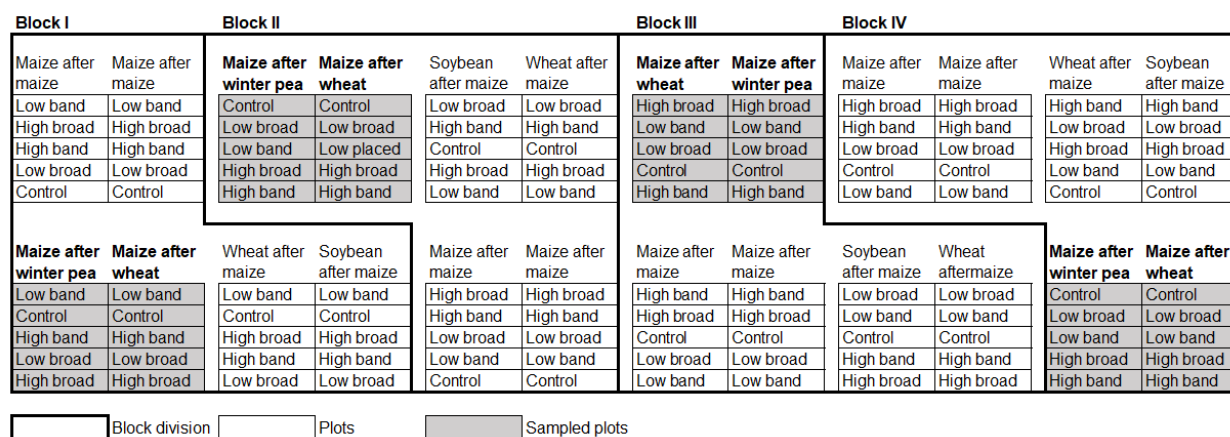 Block I Block II Block III Block IV
Maize after Maize after Maize after Maize after Soybean Wheat after Maize after Maize after Maize after Maize after Wheat after Soybean
maize maize winter pea wheat after maize maize wheat winter pea maize maize maize after maize
Low band Low band Control Control Low broad Low broad High broad High broad High broad High broad High band High band
High broad High broad Low broad Low broad High band High band Low band Low band High band High band Low broad Low broad
High band High band Low band Low placed Control Control Low broad Low broad Low broad Low broad High broad High broad
Low broad Low broad High broad High broad High broad High broad Control Control Control Control Low band Low band
Control Control High band High band Low band Low band High band High band Low band Low band Control Control
Maize after Maize after Wheat after Soybean Maize after Maize after Maize after Maize after Soybean Wheat Maize after Maize after
winter pea wheat maize after maize maize maize maize maize after maize aftermaize winter pea wheat
Low band Low band Low band Low band High broad High broad High band High band Low broad Low broad Control Control
Control Control Control Control High band High band High broad High broad Low band Low band Low broad Low broad
High band High band High broad High broad Low broad Low broad Control Control Control Control Low band Low band
Low broad Low broad High band High band Low band Low band Low broad Low broad High band High band High broad High broad
High broad High broad Low broad Low broad Control Control Low band Low band High broad High broad High band High band
Block division Plots Sampled plots